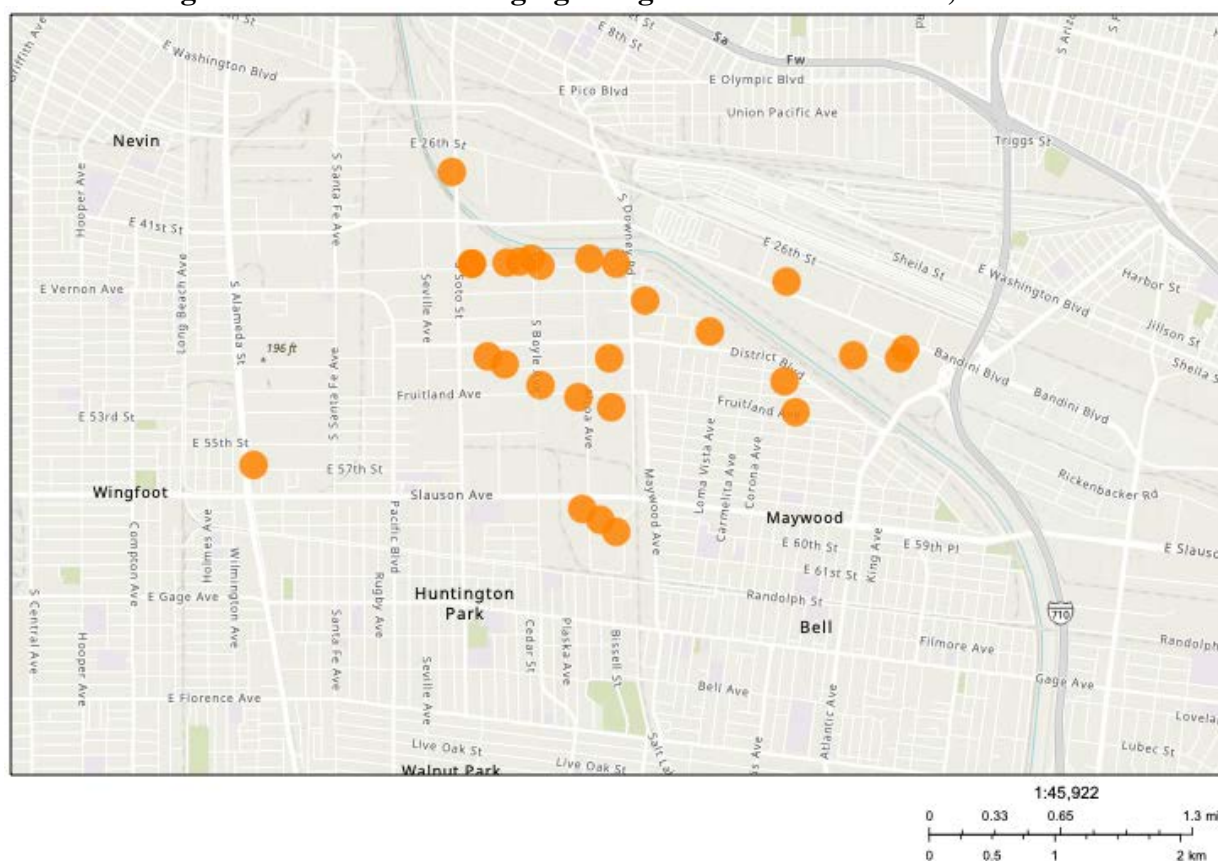 E Washington Blvd
E 8th St
Fw
E Olympic Blvd
E Pico Blvd
Union Pacific Ave
Nevin
E 26th St
Triggs St
Hooper Ave
S Santa Fe Ave
E 41st St
S Downey Rd
E 26th St
Sheila St
E Washington Blvd
Harbor St
Long Beach Ave
E Vernon Ave
S Alameda St
Seville Ave
S Soto St
Jillson St
196 ft
S Boyle
District Blvd
Bandini Blvd
Sheila S
S Santa Fe Ave
Fruitland Ave
Fruitland Ave
Bandini Blvd
E 53rd St
E 55th St
E 57th St
Loma Vista Ave
Corona Ave
Carmelita Ave
Maywood Ave
Rickenbacker Rd
Wingfoot
Slauson Ave
Maywood
Pacific Blvd
Compton Ave
Holmes Ave
Wilmington Ave
E 60th St
King Ave
E 59th Pl
E Slausc
E 61st St
Huntington
Park
Rugby Ave
E Gage Ave
Randolph St
710
S Central Ave
Hooper Ave
Santa Fe Ave
Cedar St
Plaska Ave
Bissell St
Bell
Filmore Ave
Randolph
Seville Ave
Gage Ave
Bell Ave
E Florence Ave
Atlantic Ave
Lovela
Live Oak St
Live Oak St
Lubec St
Walnut Park
1:45,922
0 0.33 0.65 1.3 mi
0 0.5 1 2 km